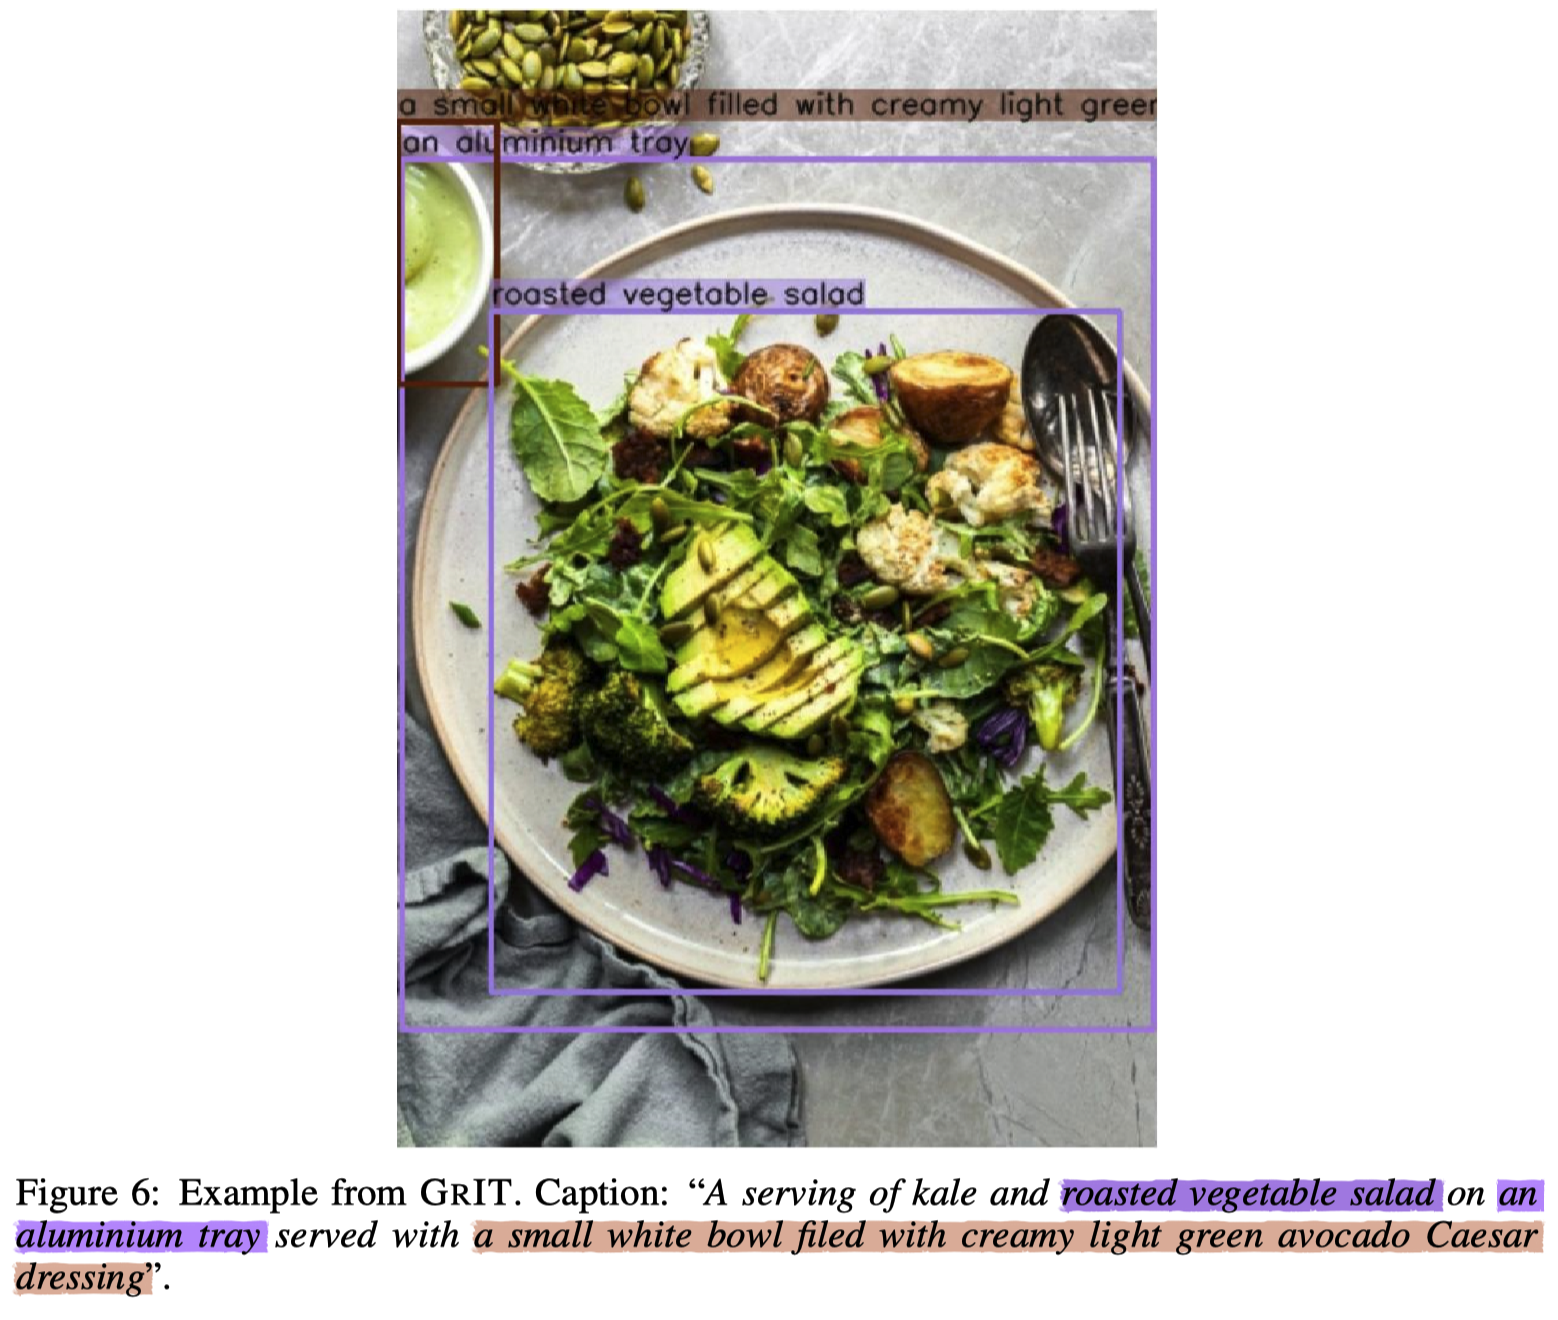 a small white bowl filled with creamy light green
an aluminium tray
roasted vegetable salad
Figure 6: Example from GRIT. Caption: “A serving of kale and roasted vegetable salad on an
aluminium tray served with a small white bowl filed with creamy light green avocado Caesar
dressing”.